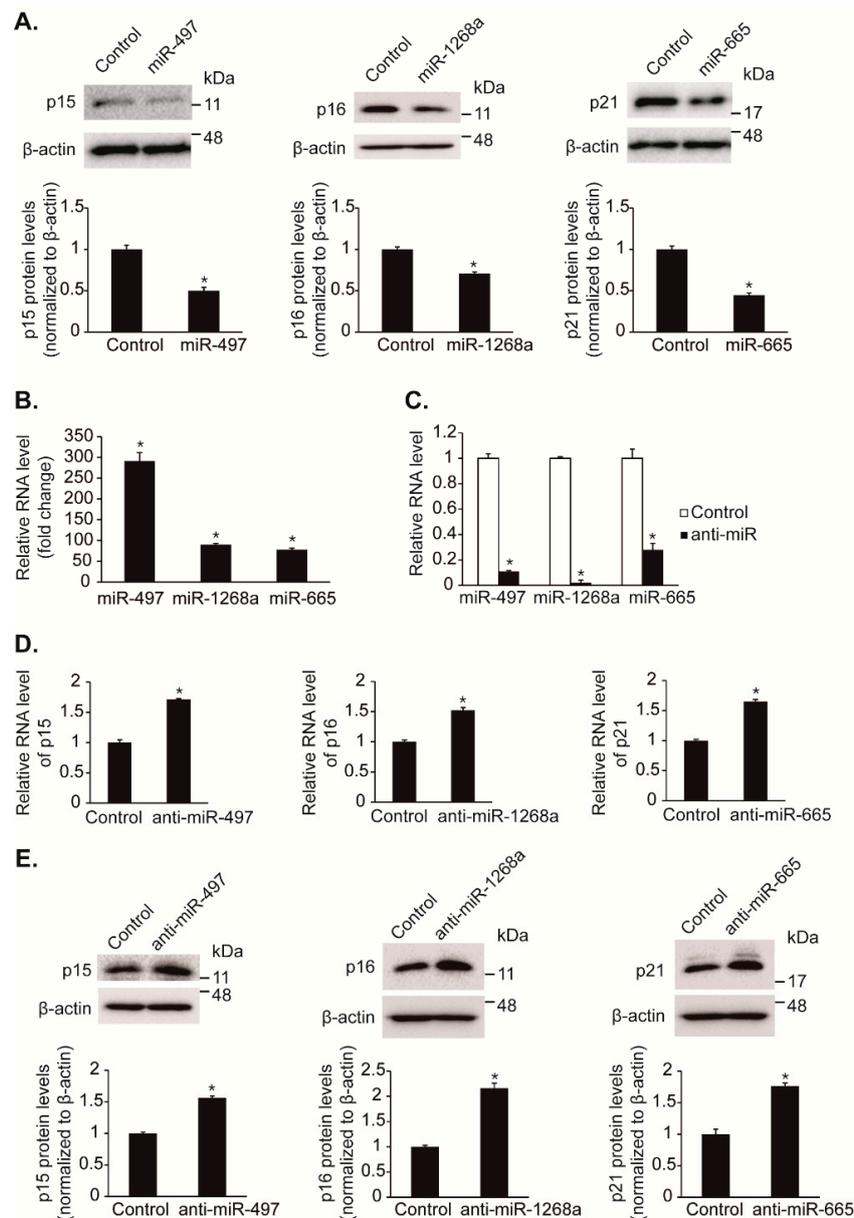 A.
Control miR-497
kDa
p15
11
β-actin
48
p15 protein levels
(normalized to β-actin)
1.5
1
0.5
0
*
Control miR-497
Control miR-1268a
kDa
p16
11
β-actin
48
p16 protein levels
(normalized to β-actin)
1.5
1
0.5
0
*
Control miR-1268a
Control miR-665
kDa
p21
17
β-actin
48
p21 protein levels
(normalized to β-actin)
1.5
1
0.5
0
*
Control miR-665
B.
Relative RNA level
(fold change)
350
300
250
200
150
100
50
0
* * *
miR-497 miR-1268a miR-665
C.
Relative RNA level
1.2
1
0.8
0.6
0.4
0.2
0
* * *
miR-497 miR-1268a miR-665
Control
anti-miR
D.
Relative RNA level
of p15
2
1.5
1
0.5
0
*
Control anti-miR-497
Relative RNA level
of p16
2
1.5
1
0.5
0
*
Control anti-miR-1268a
Relative RNA level
of p21
2
1.5
1
0.5
0
*
Control anti-miR-665
E.
Control anti-miR-497
kDa
p15
11
48
β-actin
p15 protein levels
(normalized to β-actin)
2
1.5
1
0.5
0
*
Control anti-miR-497
Control anti-miR-1268a
kDa
p16
11
48
β-actin
p16 protein levels
(normalized to β-actin)
2.5
2
1.5
1
0.5
0
*
Control anti-miR-1268a
Control anti-miR-665
kDa
p21
17
48
β-actin
p21 protein levels
(normalized to β-actin)
2
1.5
1
0.5
0
*
Control anti-miR-665